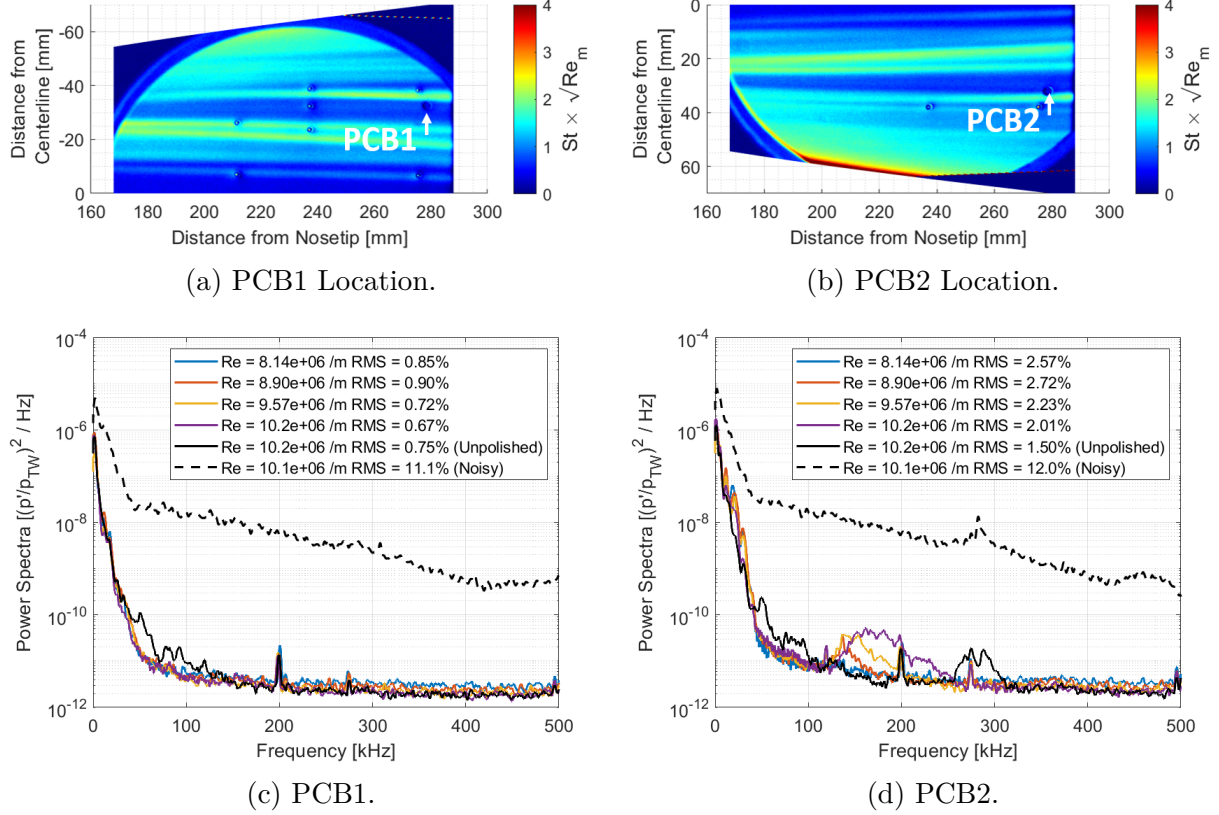 -60
-40
-20
0
Distance from
Centerline [mm]
PCB1
160 180 200 220 240 260 280 300
Distance from Nosetip [mm]
4
3
2
1
0
St × √Re_m
(a) PCB1 Location.
0
20
40
60
Distance from
Centerline [mm]
PCB2
160 180 200 220 240 260 280 300
Distance from Nosetip [mm]
4
3
2
1
0
St × √Re_m
(b) PCB2 Location.
10^-4
10^-6
10^-8
10^-10
10^-12
Power Spectra [(p'/p_TW)^2 / Hz]
Re = 8.14e+06 /m RMS = 0.85%
Re = 8.90e+06 /m RMS = 0.90%
Re = 9.57e+06 /m RMS = 0.72%
Re = 10.2e+06 /m RMS = 0.67%
Re = 10.2e+06 /m RMS = 0.75% (Unpolished)
Re = 10.1e+06 /m RMS = 11.1% (Noisy)
0 100 200 300 400 500
Frequency [kHz]
(c) PCB1.
10^-4
10^-6
10^-8
10^-10
10^-12
Power Spectra [(p'/p_TW)^2 / Hz]
Re = 8.14e+06 /m RMS = 2.57%
Re = 8.90e+06 /m RMS = 2.72%
Re = 9.57e+06 /m RMS = 2.23%
Re = 10.2e+06 /m RMS = 2.01%
Re = 10.2e+06 /m RMS = 1.50% (Unpolished)
Re = 10.1e+06 /m RMS = 12.0% (Noisy)
0 100 200 300 400 500
Frequency [kHz]
(d) PCB2.